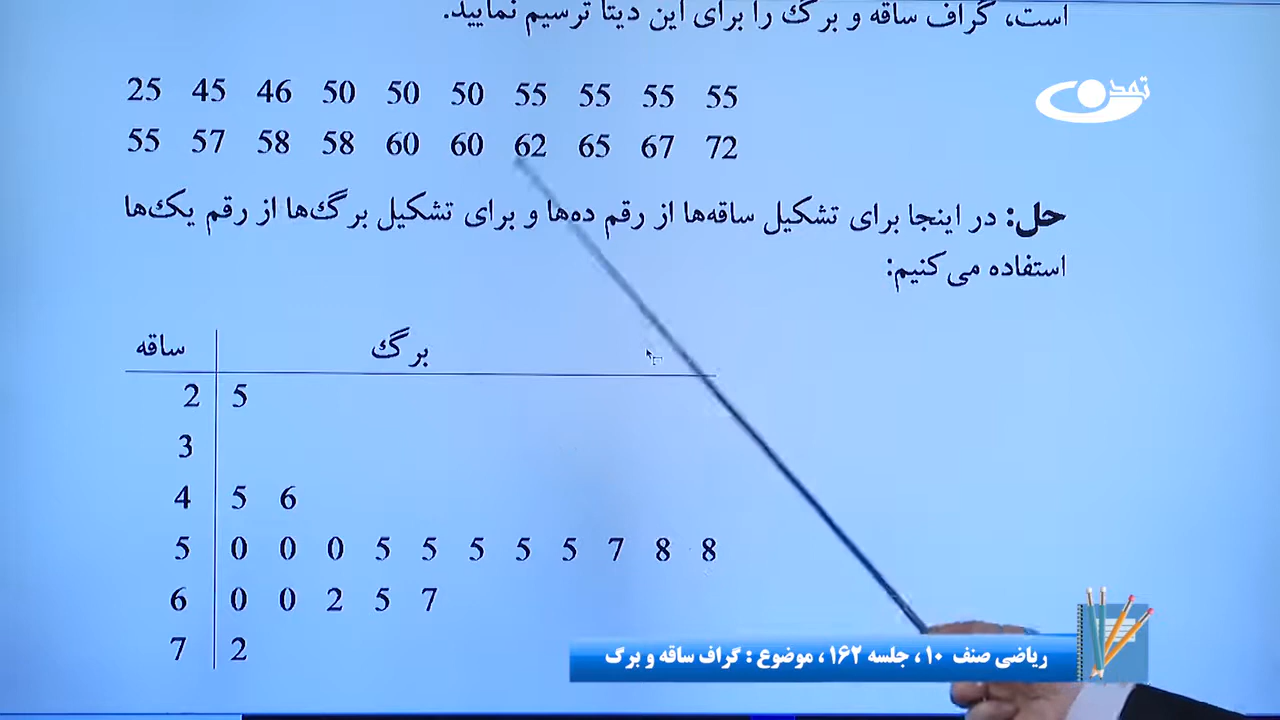 است، گراف ساقه و برگ را برای این دیتا ترسیم نمایید.
تمدن
25 45 46 50 50 50 55 55 55 55
55 57 58 58 60 60 62 65 67 72
حل: در اینجا برای تشکیل ساقه‌ها از رقم ده‌ها و برای تشکیل برگ‌ها از رقم یک‌ها
استفاده می‌کنیم:
ساقه برگ
2 5
3
4 5 6
5 0 0 0 5 5 5 5 5 7 8 8
6 0 0 2 5 7
7 2
ریاضی صنف ۱۰، جلسه ۱۶۲، موضوع : گراف ساقه و برگ